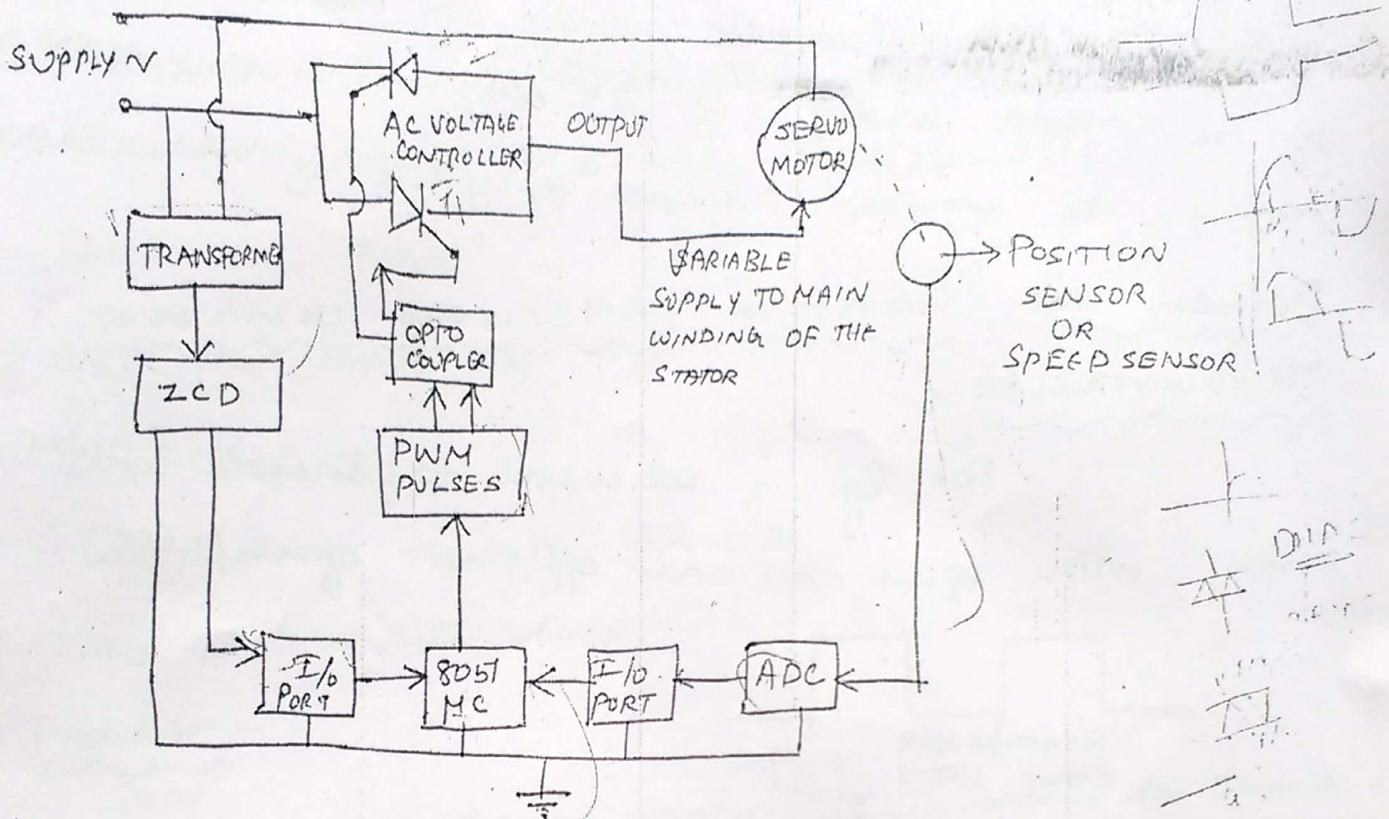 SUPPLY ~
AC VOLTAGE
CONTROLLER
OUTPUT
SERVO
MOTOR
TRANSFORME
ZCD
OPTO
COUPLER
PWM
PULSES
VARIABLE
SUPPLY TO MAIN
WINDING OF THE
STATOR
POSITION
SENSOR
OR
SPEED SENSOR
I/O
PORT
8051
MC
I/O
PORT
ADC